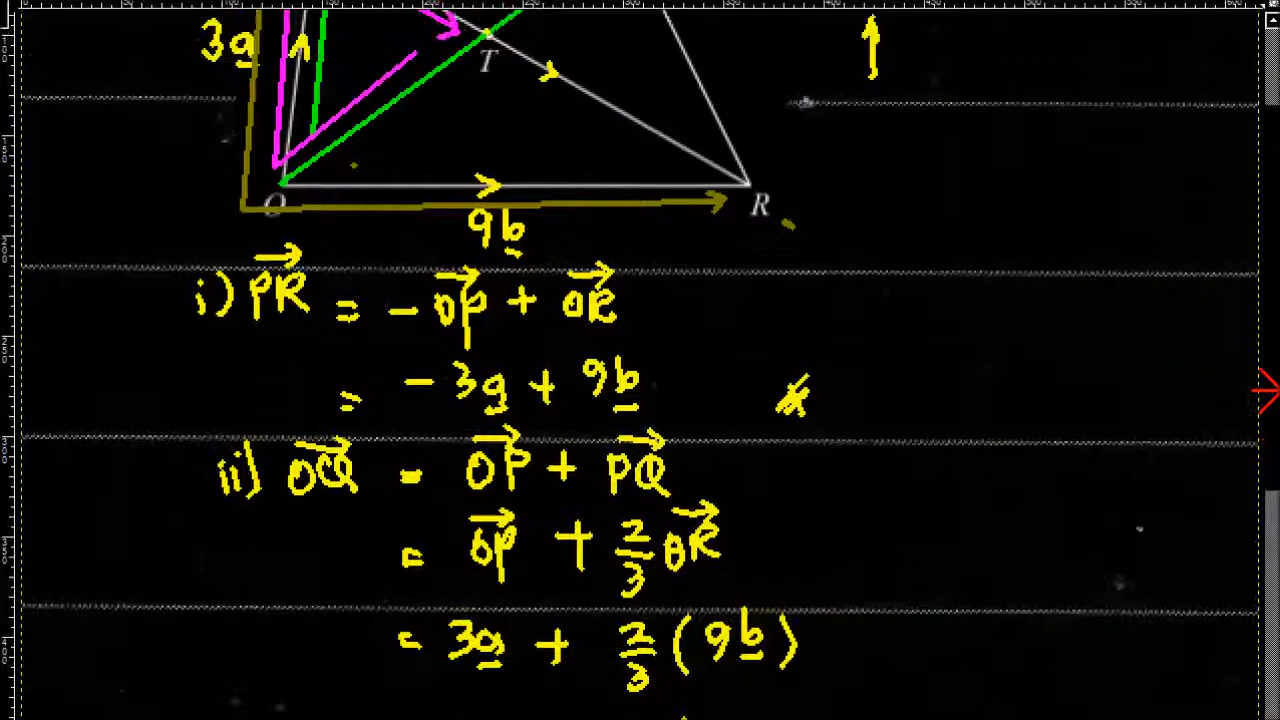 3a
T
O
R
9b
i) PR = - OP + OR
= - 3a + 9b
ii) OQ = OP + PQ
= OP + 2/3 OR
= 3a + 2/3 (9b)